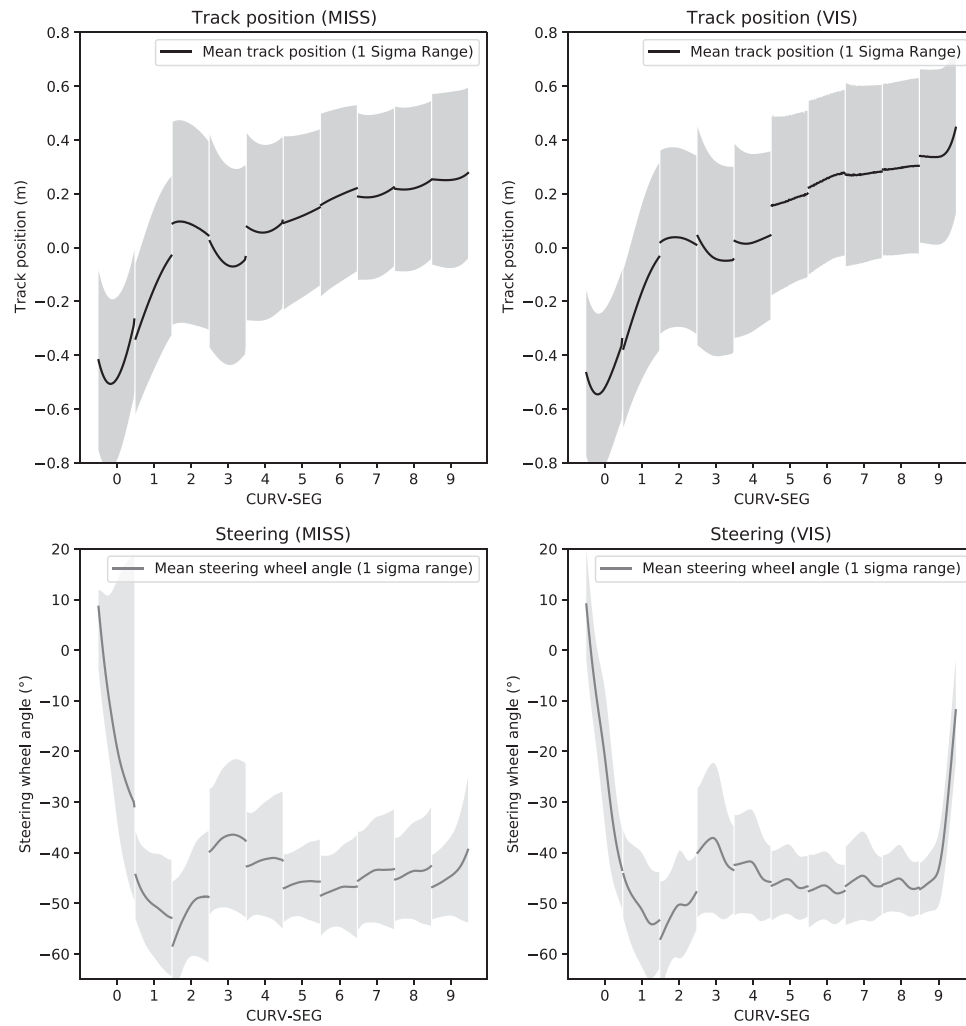 Track position (MISS)
Track position (VIS)
Mean track position (1 Sigma Range)
Mean track position (1 Sigma Range)
0.8
0.6
0.4
0.2
0.0
−0.2
−0.4
−0.6
−0.8
Track position (m)
0 1 2 3 4 5 6 7 8 9
CURV-SEG
0.8
0.6
0.4
0.2
0.0
−0.2
−0.4
−0.6
−0.8
Track position (m)
0 1 2 3 4 5 6 7 8 9
CURV-SEG
Steering (MISS)
Steering (VIS)
Mean steering wheel angle (1 sigma range)
Mean steering wheel angle (1 sigma range)
20
10
0
−10
−20
−30
−40
−50
−60
Steering wheel angle (°)
0 1 2 3 4 5 6 7 8 9
CURV-SEG
20
10
0
−10
−20
−30
−40
−50
−60
Steering wheel angle (°)
0 1 2 3 4 5 6 7 8 9
CURV-SEG